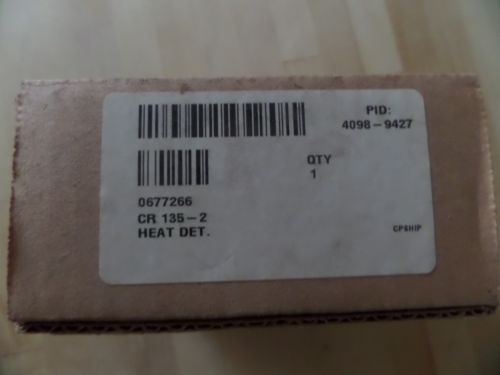 PID:
4098-9427
QTY
1
0677266
CR 135-2
HEAT DET.
CPSHIP